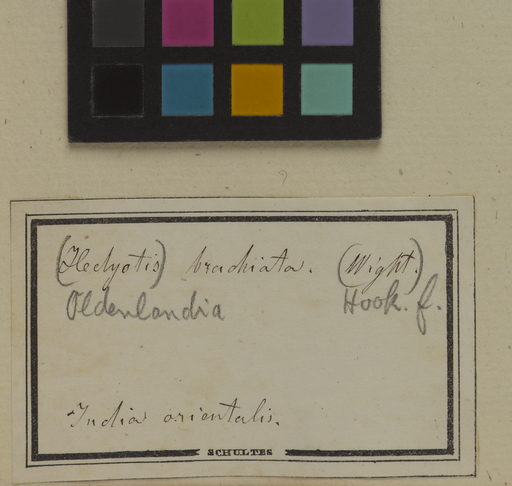 (Hedyotis) brachiata. (Wight.)
Oldenlandia Hook. f.
India orientalis.
SCHULTES